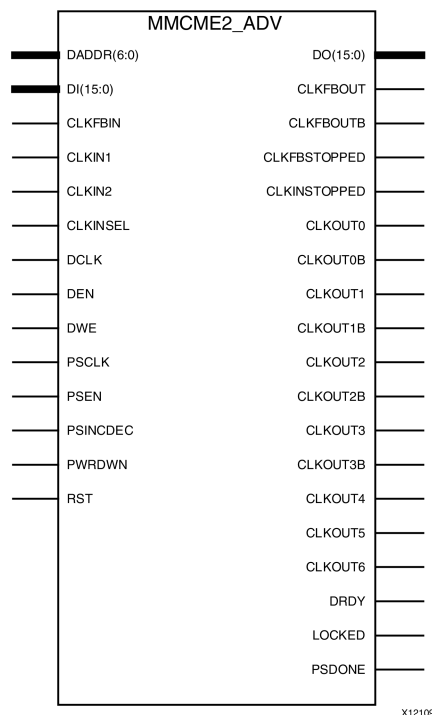 MMCME2_ADV
DADDR(6:0) DO(15:0)
DI(15:0) CLKFBOUT
CLKFBIN CLKFBOUTB
CLKIN1 CLKFBSTOPPED
CLKIN2 CLKINSTOPPED
CLKINSEL CLKOUT0
DCLK CLKOUT0B
DEN CLKOUT1
DWE CLKOUT1B
PSCLK CLKOUT2
PSEN CLKOUT2B
PSINCDEC CLKOUT3
PWRDWN CLKOUT3B
RST CLKOUT4
CLKOUT5
CLKOUT6
DRDY
LOCKED
PSDONE
X12109